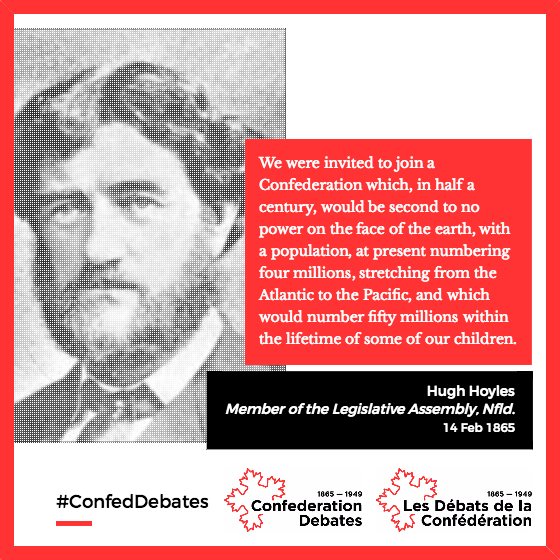 We were invited to join a
Confederation which, in half a
century, would be second to no
power on the face of the earth, with
a population, at present numbering
four millions, stretching from the
Atlantic to the Pacific, and which
would number fifty millions within
the lifetime of some of our children.
Hugh Hoyles
Member of the Legislative Assembly, Nfld.
14 Feb 1865
#ConfedDebates
1865 — 1949
Confederation
Debates
1865 — 1949
Les Débats de la
Confédération